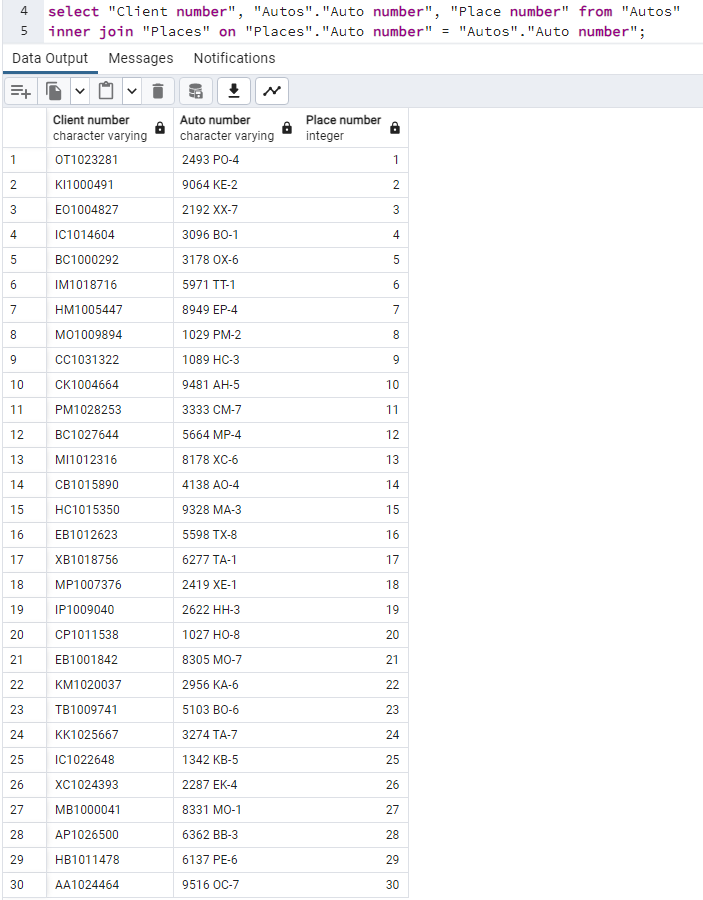 4 select "Client number", "Autos"."Auto number", "Place number" from "Autos"
5 inner join "Places" on "Places"."Auto number" = "Autos"."Auto number";
Data Output Messages Notifications
Client number Auto number Place number
character varying character varying integer
1 OT1023281 2493 PO-4 1
2 KI1000491 9064 KE-2 2
3 EO1004827 2192 XX-7 3
4 IC1014604 3096 BO-1 4
5 BC1000292 3178 OX-6 5
6 IM1018716 5971 TT-1 6
7 HM1005447 8949 EP-4 7
8 MO1009894 1029 PM-2 8
9 CC1031322 1089 HC-3 9
10 CK1004664 9481 AH-5 10
11 PM1028253 3333 CM-7 11
12 BC1027644 5664 MP-4 12
13 MI1012316 8178 XC-6 13
14 CB1015890 4138 AO-4 14
15 HC1015350 9328 MA-3 15
16 EB1012623 5598 TX-8 16
17 XB1018756 6277 TA-1 17
18 MP1007376 2419 XE-1 18
19 IP1009040 2622 HH-3 19
20 CP1011538 1027 HO-8 20
21 EB1001842 8305 MO-7 21
22 KM1020037 2956 KA-6 22
23 TB1009741 5103 BO-6 23
24 KK1025667 3274 TA-7 24
25 IC1022648 1342 KB-5 25
26 XC1024393 2287 EK-4 26
27 MB1000041 8331 MO-1 27
28 AP1026500 6362 BB-3 28
29 HB1011478 6137 PE-6 29
30 AA1024464 9516 OC-7 30